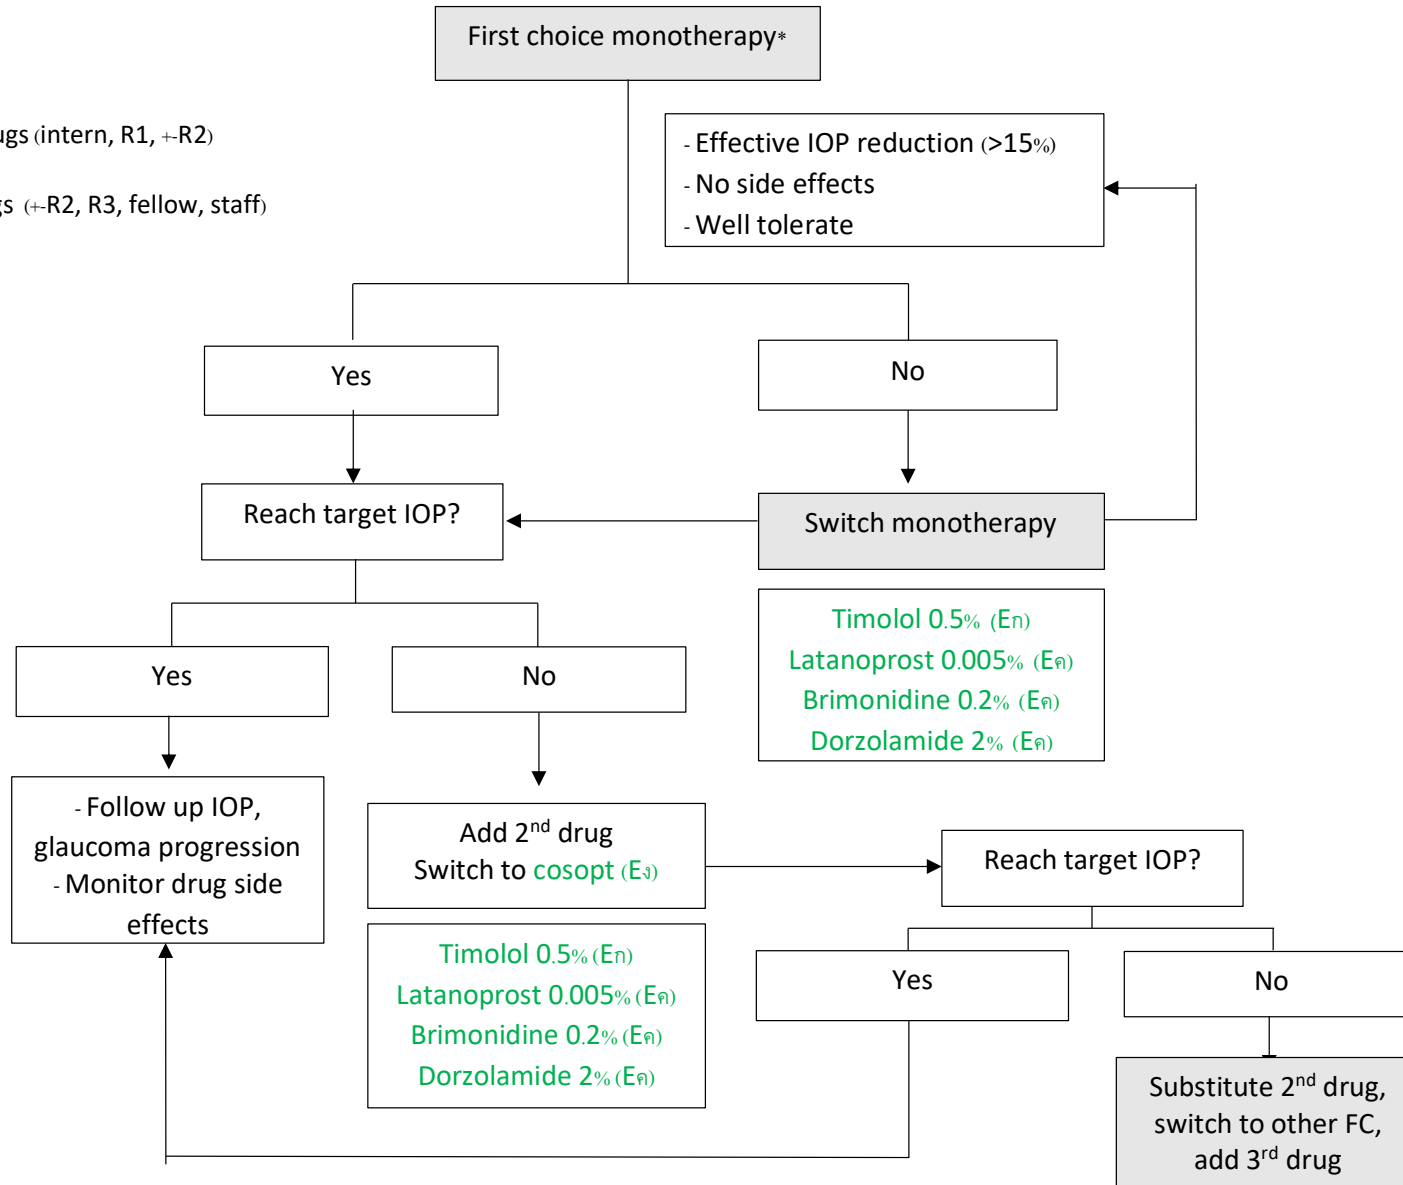 First choice monotherapy*
ugs (intern, R1, +-R2)
gs (+-R2, R3, fellow, staff)
- Effective IOP reduction (>15%)
- No side effects
- Well tolerate
Yes
No
Reach target IOP?
Switch monotherapy
Timolol 0.5% (Eก)
Latanoprost 0.005% (Eค)
Brimonidine 0.2% (Eค)
Dorzolamide 2% (Eค)
Yes
No
- Follow up IOP,
glaucoma progression
- Monitor drug side
effects
Add 2nd drug
Switch to cosopt (Eง)
Timolol 0.5% (Eก)
Latanoprost 0.005% (Eค)
Brimonidine 0.2% (Eค)
Dorzolamide 2% (Eค)
Reach target IOP?
Yes
No
Substitute 2nd drug,
switch to other FC,
add 3rd drug